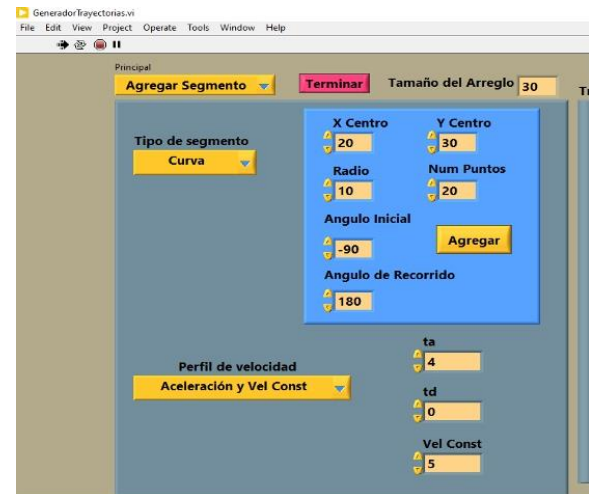 GeneradorTrayectorias.vi
File Edit View Project Operate Tools Window Help
Principal
Agregar Segmento
Terminar
Tamaño del Arreglo 30
Tipo de segmento
Curva
X Centro Y Centro
20 30
Radio Num Puntos
10 20
Angulo Inicial
-90
Agregar
Angulo de Recorrido
180
Perfil de velocidad
Aceleración y Vel Const
ta
4
td
0
Vel Const
5